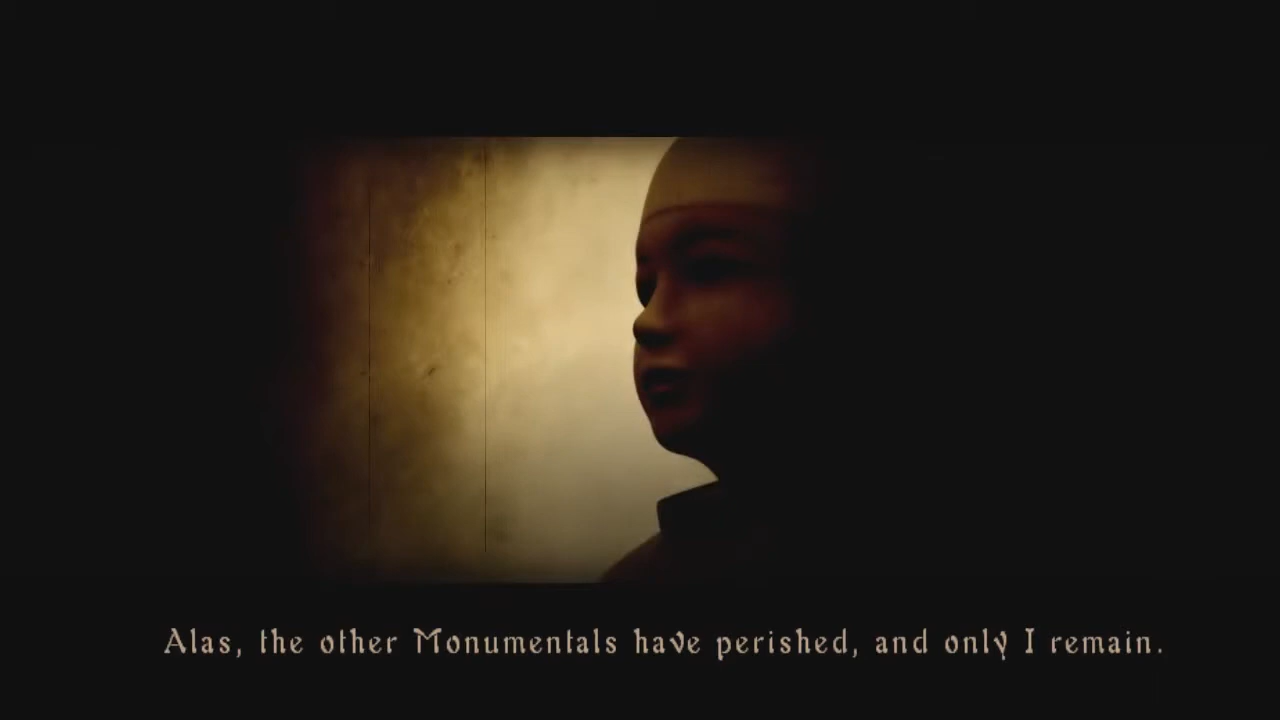 Alas, the other Monumentals have perished, and only I remain.